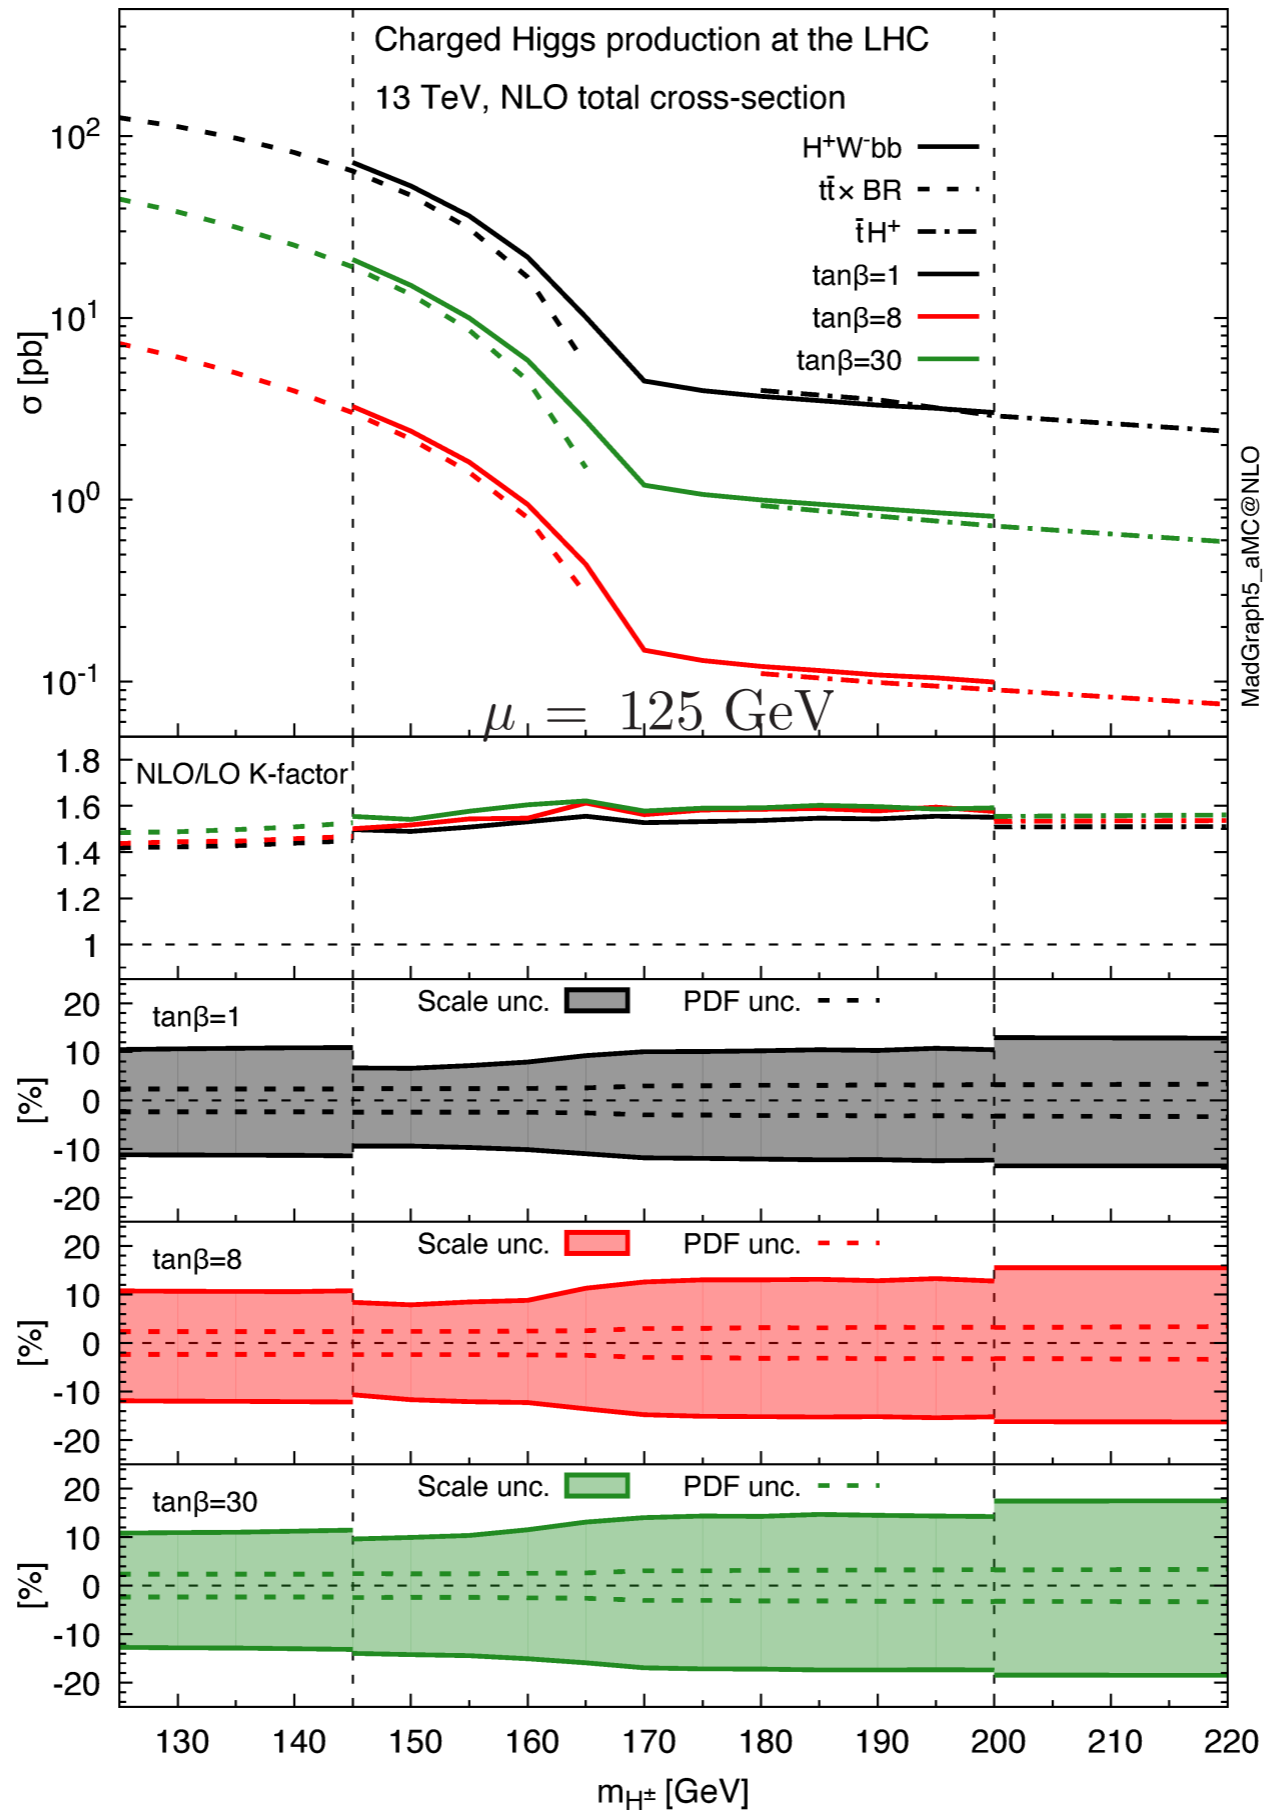 Charged Higgs production at the LHC
13 TeV, NLO total cross-section
H⁺W⁻bb
tt̄ × BR
t̄H⁺
tanβ=1
tanβ=8
tanβ=30
10²
10¹
10⁰
10⁻¹
σ [pb]
μ = 125 GeV
MadGraph5_aMC@NLO
NLO/LO K-factor
1.8
1.6
1.4
1.2
1
tanβ=1
Scale unc.
PDF unc.
20
10
0
-10
-20
[%]
tanβ=8
Scale unc.
PDF unc.
20
10
0
-10
-20
[%]
tanβ=30
Scale unc.
PDF unc.
20
10
0
-10
-20
[%]
130 140 150 160 170 180 190 200 210 220
m_H± [GeV]